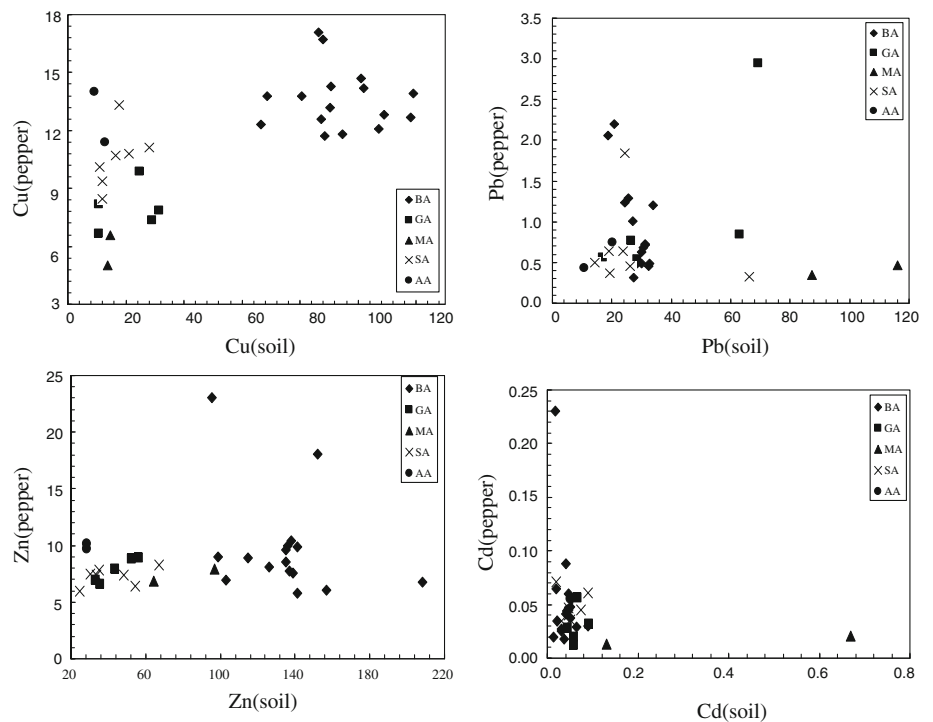 18
15
12
9
6
3
Cu(pepper)
BA
GA
MA
SA
AA
0 20 40 60 80 100 120
Cu(soil)
3.5
3.0
2.5
2.0
1.5
1.0
0.5
0.0
Pb(pepper)
BA
GA
MA
SA
AA
0 20 40 60 80 100 120
Pb(soil)
25
20
15
10
5
0
Zn(pepper)
BA
GA
MA
SA
AA
20 60 100 140 180 220
Zn(soil)
0.25
0.20
0.15
0.10
0.05
0.00
Cd(pepper)
BA
GA
MA
SA
AA
0.0 0.2 0.4 0.6 0.8
Cd(soil)